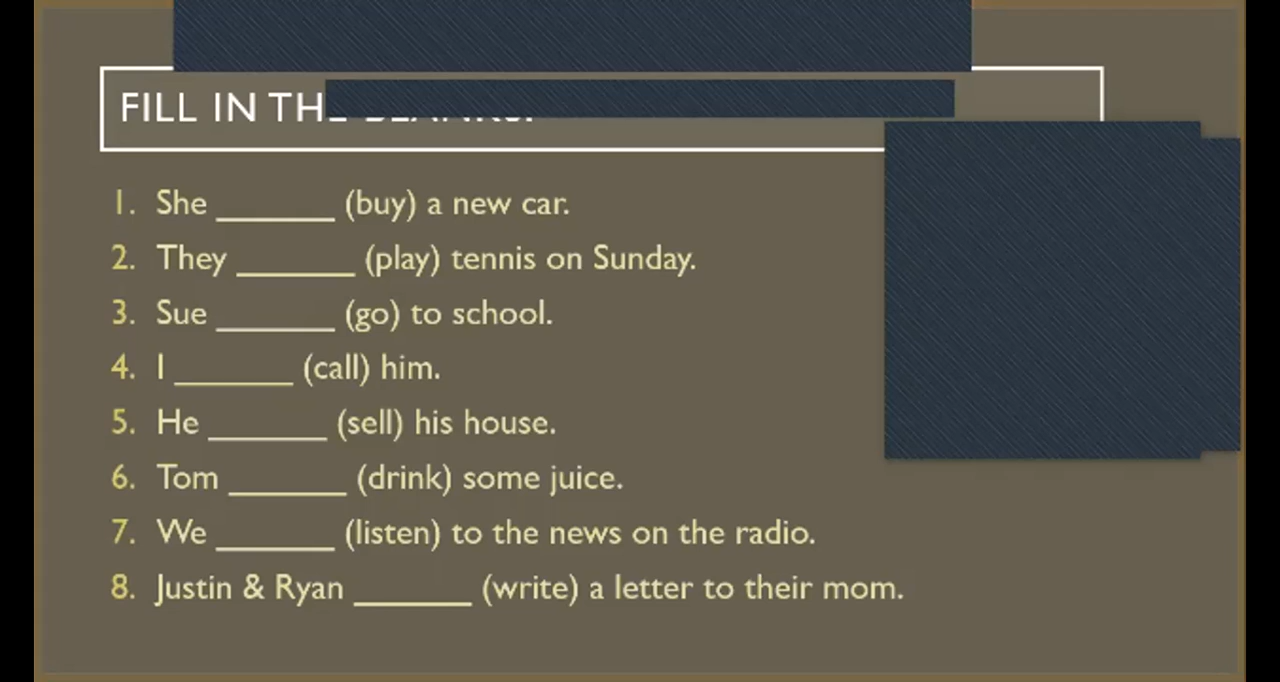 FILL IN THE BLANKS.
1. She _______ (buy) a new car.
2. They _______ (play) tennis on Sunday.
3. Sue _______ (go) to school.
4. I _______ (call) him.
5. He _______ (sell) his house.
6. Tom _______ (drink) some juice.
7. We _______ (listen) to the news on the radio.
8. Justin & Ryan _______ (write) a letter to their mom.